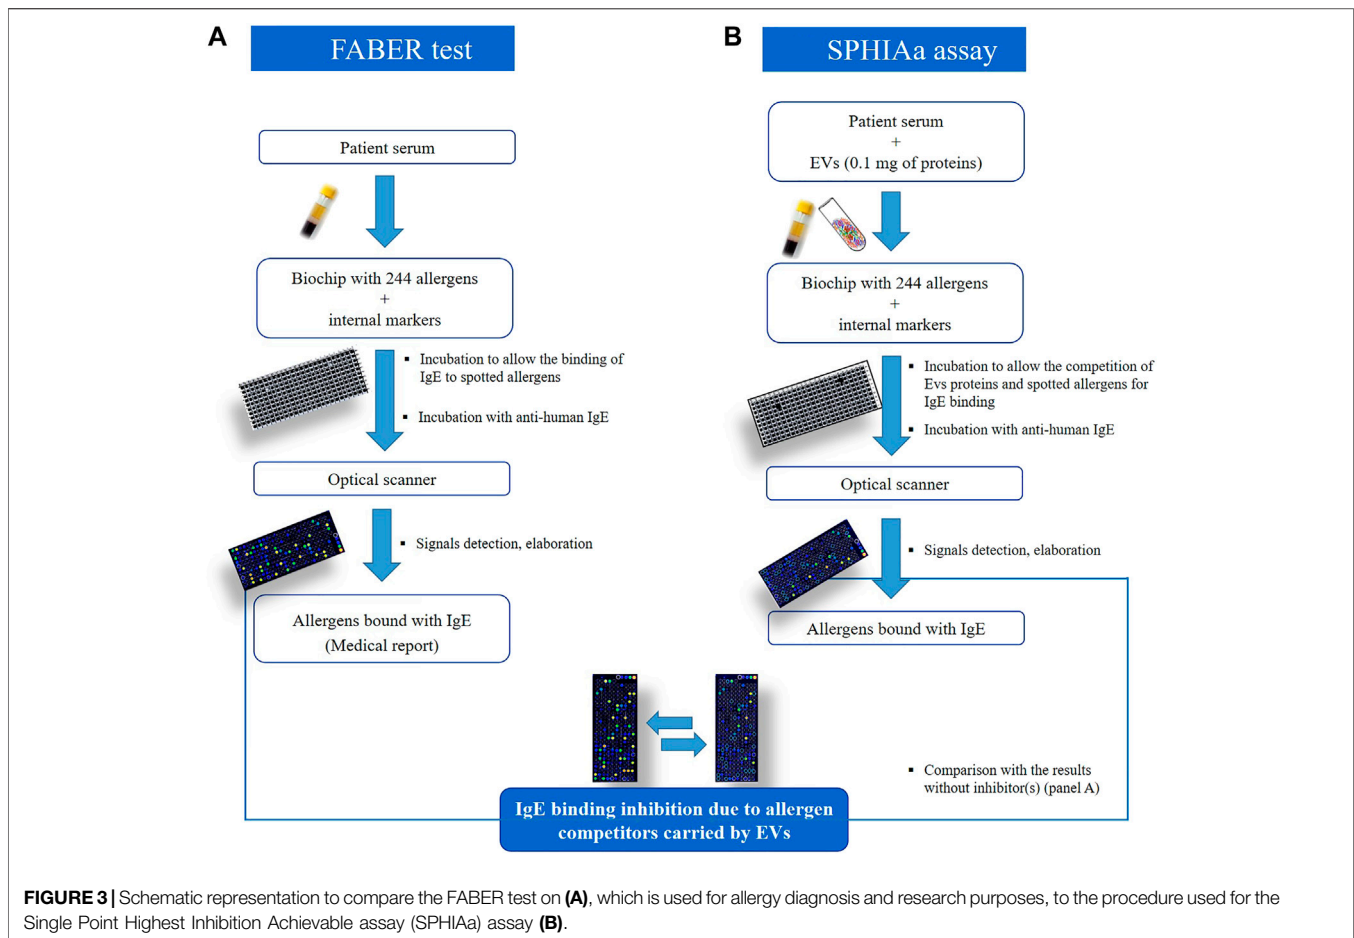 A
FABER test
Patient serum
Biochip with 244 allergens
+
internal markers
▪ Incubation to allow the binding of
IgE to spotted allergens
▪ Incubation with anti-human IgE
Optical scanner
▪ Signals detection, elaboration
Allergens bound with IgE
(Medical report)
B
SPHIAa assay
Patient serum
+
EVs (0.1 mg of proteins)
Biochip with 244 allergens
+
internal markers
▪ Incubation to allow the competition of
Evs proteins and spotted allergens for
IgE binding
▪ Incubation with anti-human IgE
Optical scanner
▪ Signals detection, elaboration
Allergens bound with IgE
▪ Comparison with the results
without inhibitor(s) (panel A)
IgE binding inhibition due to allergen
competitors carried by EVs
FIGURE 3 | Schematic representation to compare the FABER test on (A), which is used for allergy diagnosis and research purposes, to the procedure used for the
Single Point Highest Inhibition Achievable assay (SPHIAa) assay (B).